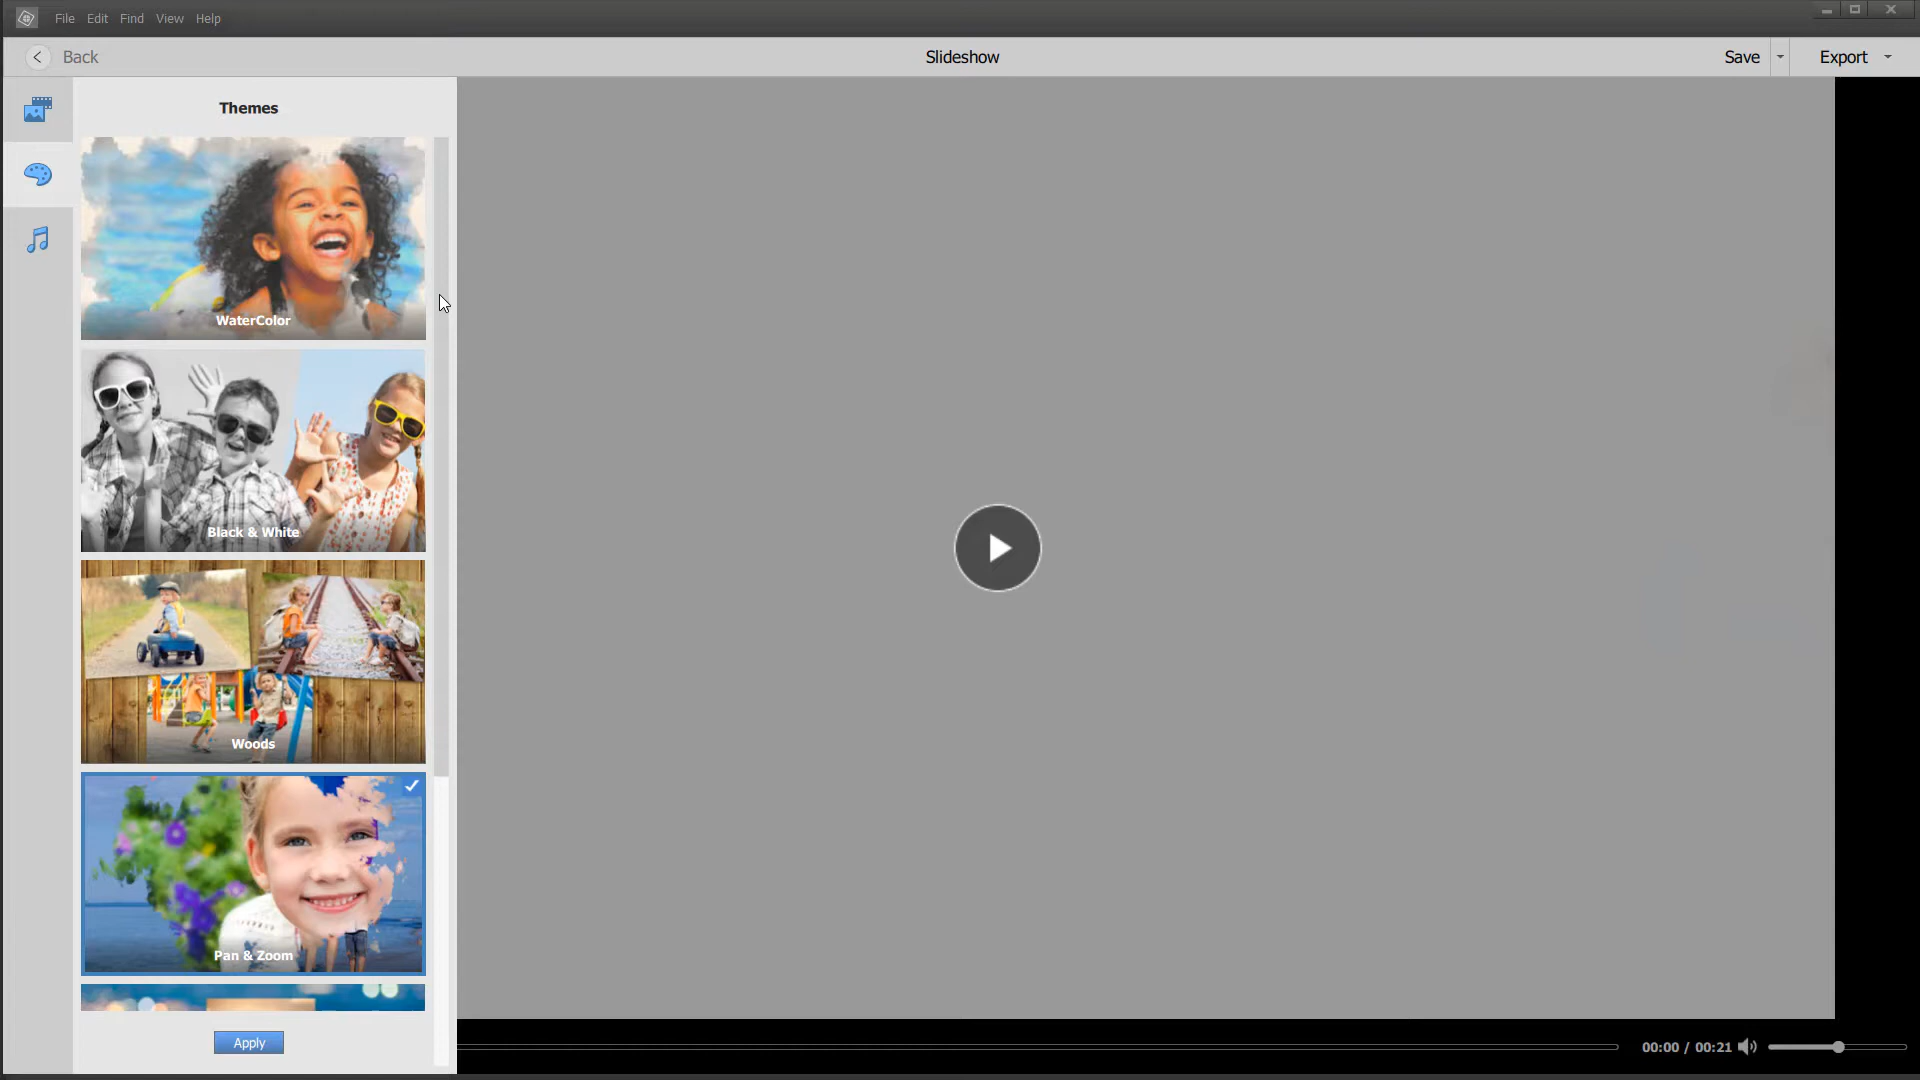 File Edit Find View Help
Back
Slideshow
Save
Export
Themes
WaterColor
Black & White
Woods
Pan & Zoom
Apply
00:00 / 00:21